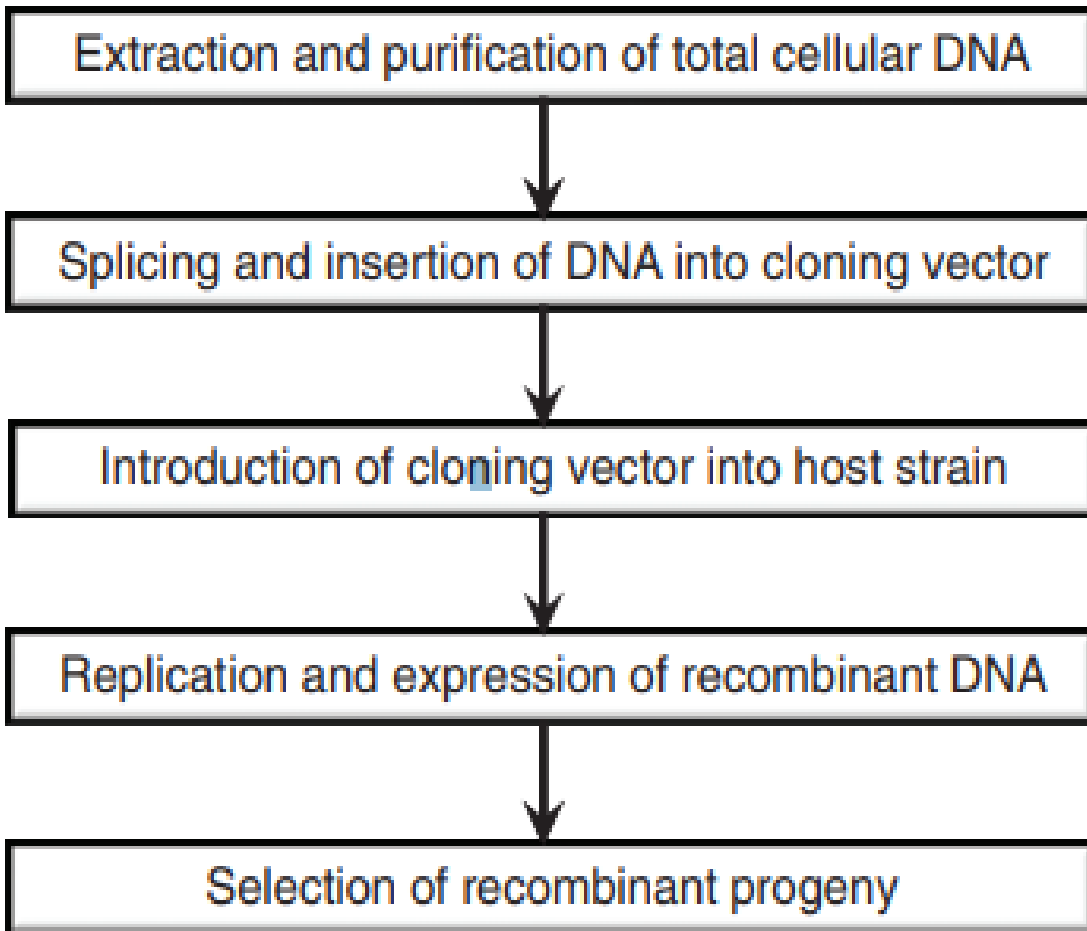 Extraction and purification of total cellular DNA
Splicing and insertion of DNA into cloning vector
Introduction of cloning vector into host strain
Replication and expression of recombinant DNA
Selection of recombinant progeny